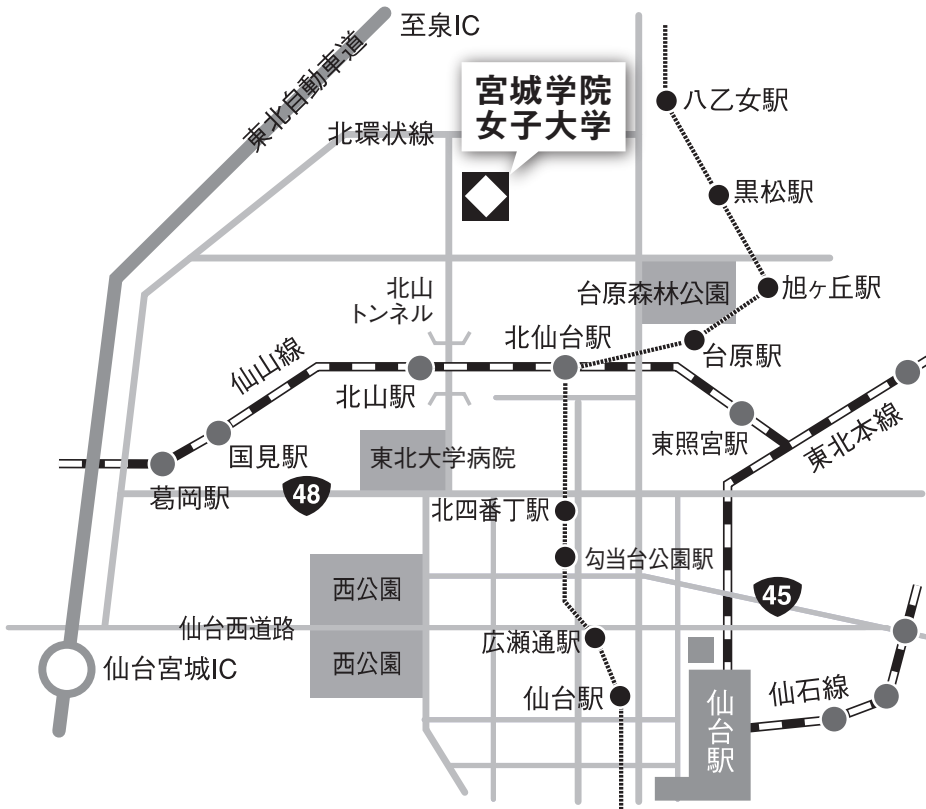 至泉IC
東北自動車道
宮城学院
女子大学
八乙女駅
北環状線
黒松駅
北山
トンネル
台原森林公園
旭ヶ丘駅
北仙台駅
台原駅
仙山線
北山駅
東照宮駅
東北本線
国見駅
東北大学病院
葛岡駅
48
北四番丁駅
勾当台公園駅
西公園
45
仙台西道路
広瀬通駅
西公園
仙台宮城IC
仙台駅
仙台駅
仙石線